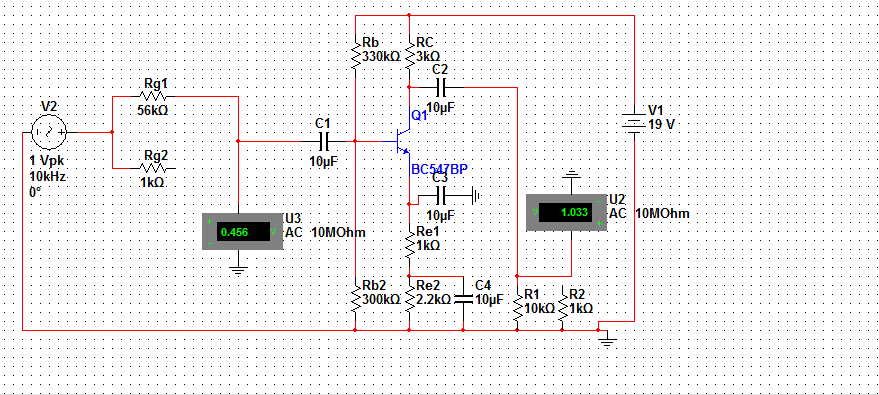 Rb
330kΩ
RC
3kΩ
C2
10µF
Rg1
56kΩ
V2
1 Vpk
10kHz
0°
Rg2
1kΩ
C1
10µF
Q1
BC547BP
V1
19 V
C3
10µF
U3
AC 10MOhm
0.456
V
Re1
1kΩ
U2
AC 10MOhm
V
1.033
Rb2
300kΩ
Re2
2.2kΩ
C4
10µF
R1
10kΩ
R2
1kΩ